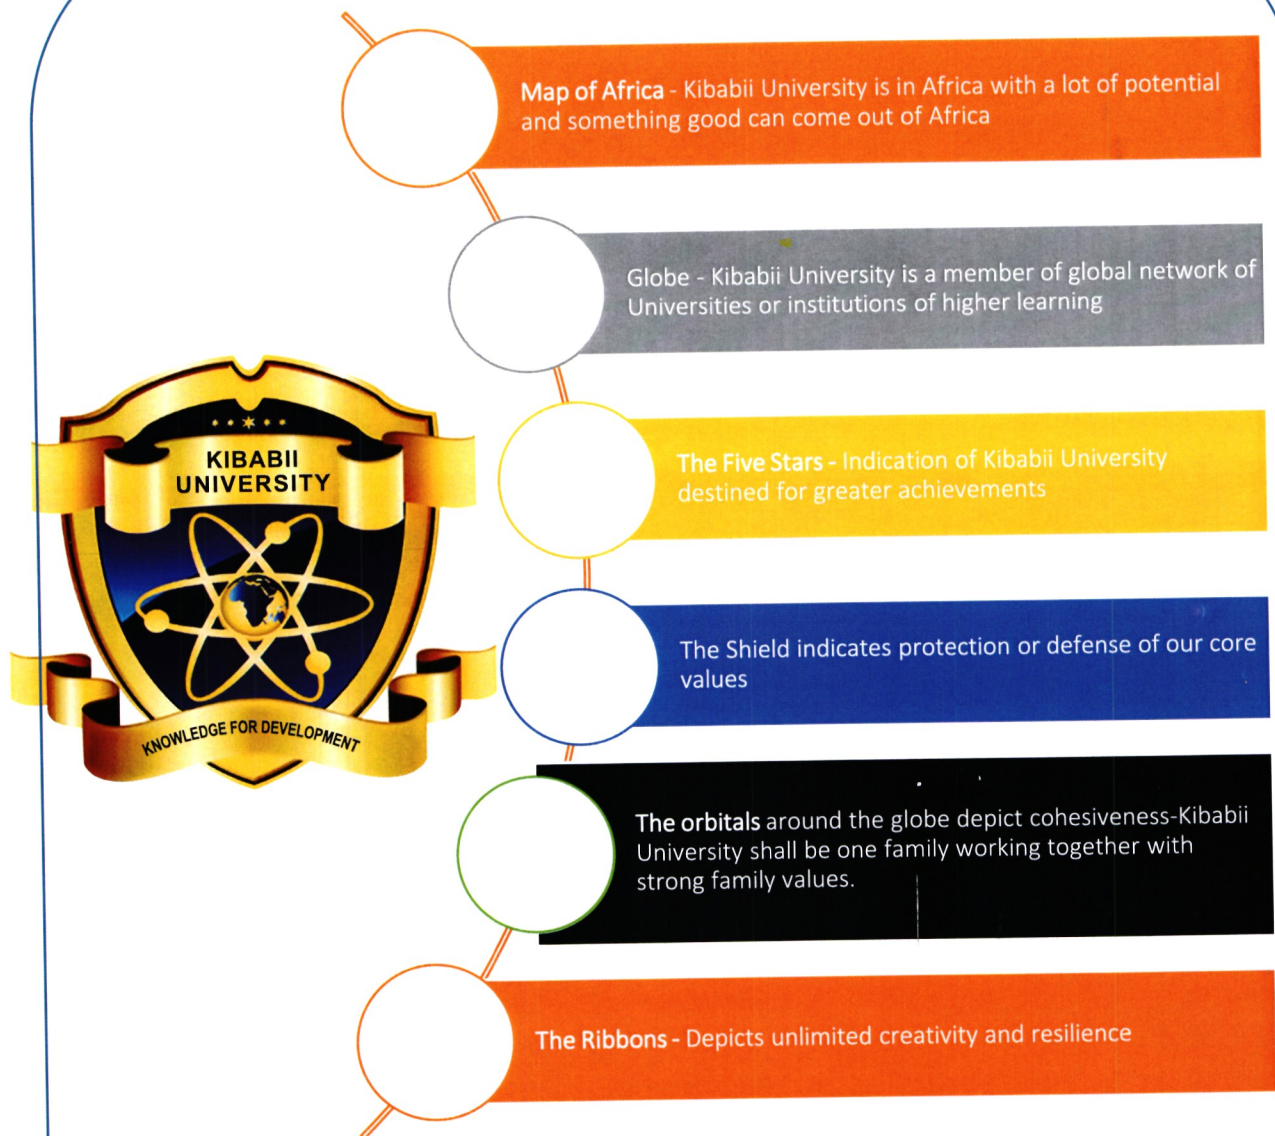 Map of Africa - Kibabii University is in Africa with a lot of potential
and something good can come out of Africa
Globe - Kibabii University is a member of global network of
Universities or institutions of higher learning
KIBABII
UNIVERSITY
KNOWLEDGE FOR DEVELOPMENT
The Five Stars - Indication of Kibabii University
destined for greater achievements
The Shield indicates protection or defense of our core
values
The orbitals around the globe depict cohesiveness-Kibabii
University shall be one family working together with
strong family values.
The Ribbons - Depicts unlimited creativity and resilience